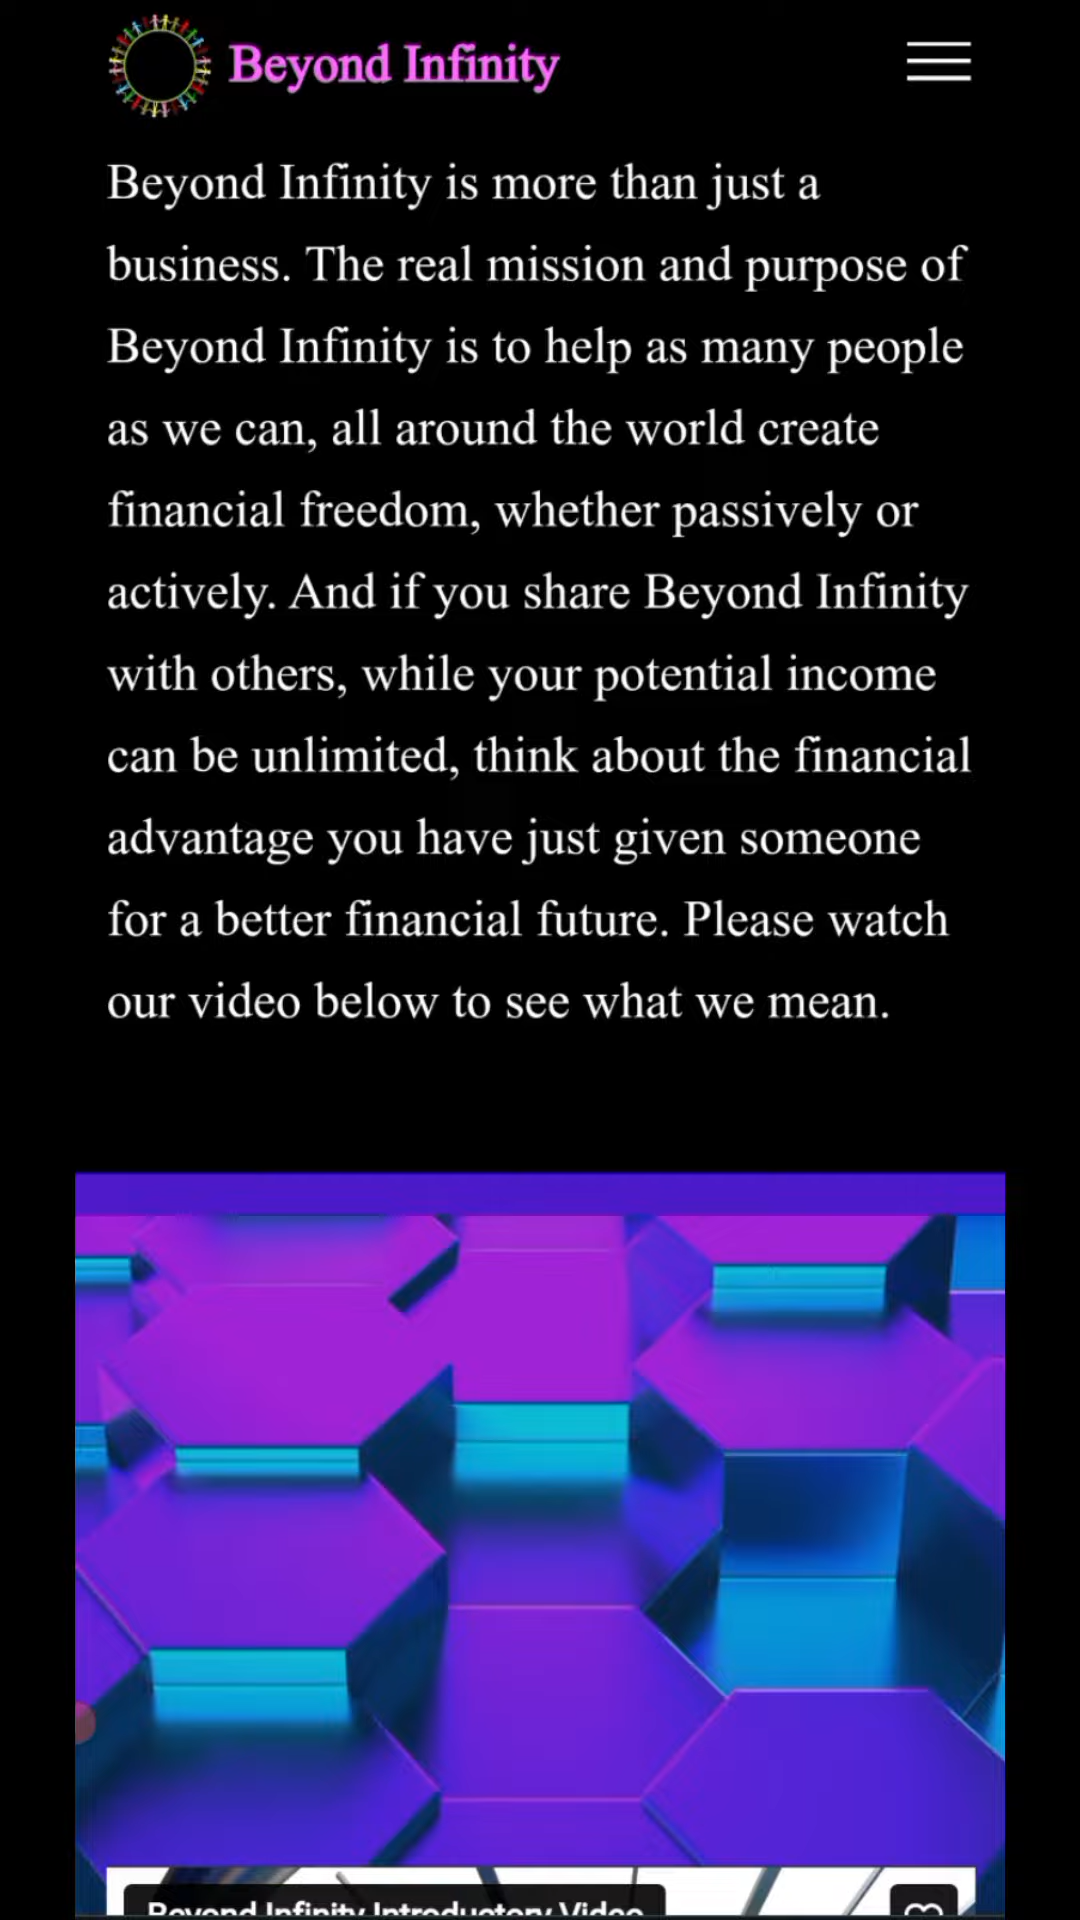 Beyond Infinity
Beyond Infinity is more than just a
business. The real mission and purpose of
Beyond Infinity is to help as many people
as we can, all around the world create
financial freedom, whether passively or
actively. And if you share Beyond Infinity
with others, while your potential income
can be unlimited, think about the financial
advantage you have just given someone
for a better financial future. Please watch
our video below to see what we mean.
Beyond Infinity Introductory Video